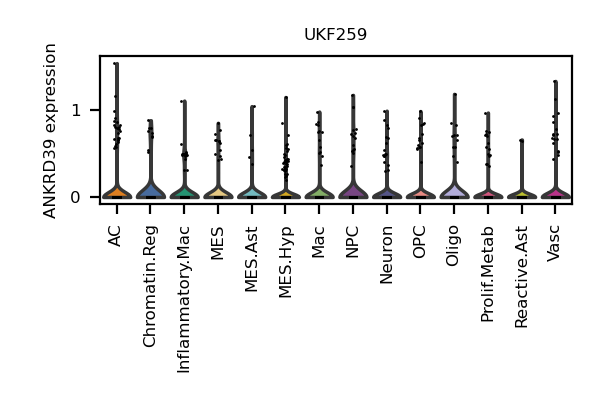 UKF259
ANKRD39 expression
1
0
AC
Chromatin.Reg
Inflammatory.Mac
MES
MES.Ast
MES.Hyp
Mac
NPC
Neuron
OPC
Oligo
Prolif.Metab
Reactive.Ast
Vasc